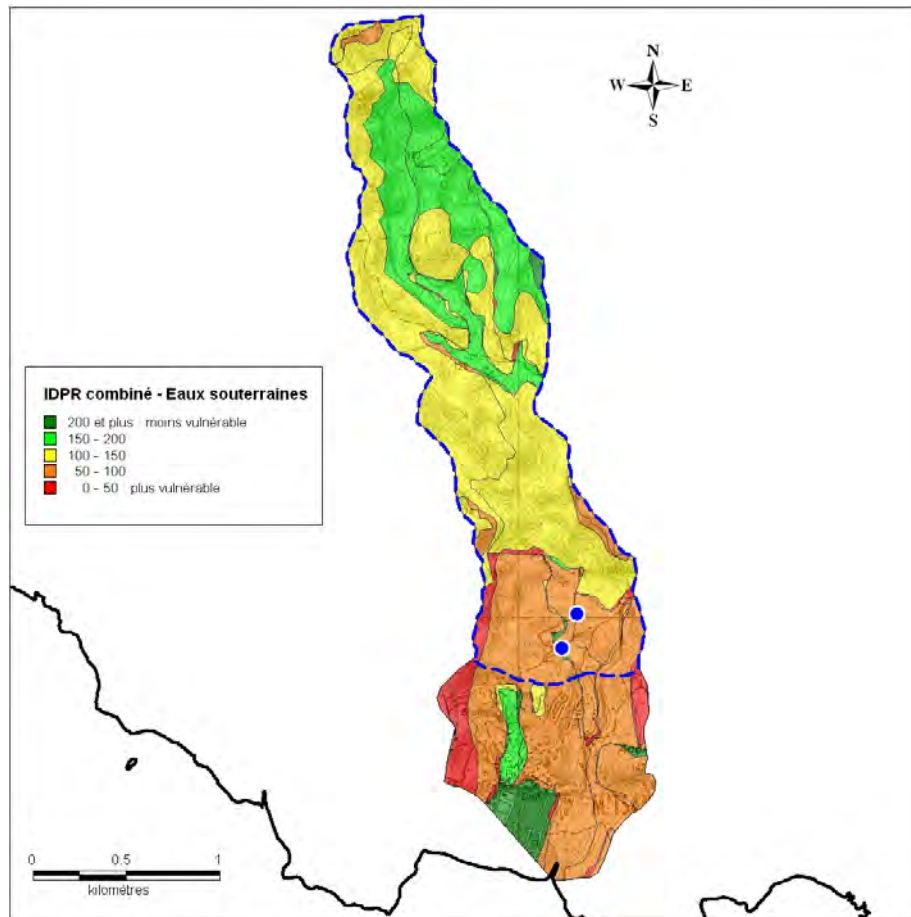 N
W E
S
IDPR combiné - Eaux souterraines
200 et plus : moins vulnérable
150 - 200
100 - 150
50 - 100
0 - 50 : plus vulnérable
0 0.5 1
kilomètres